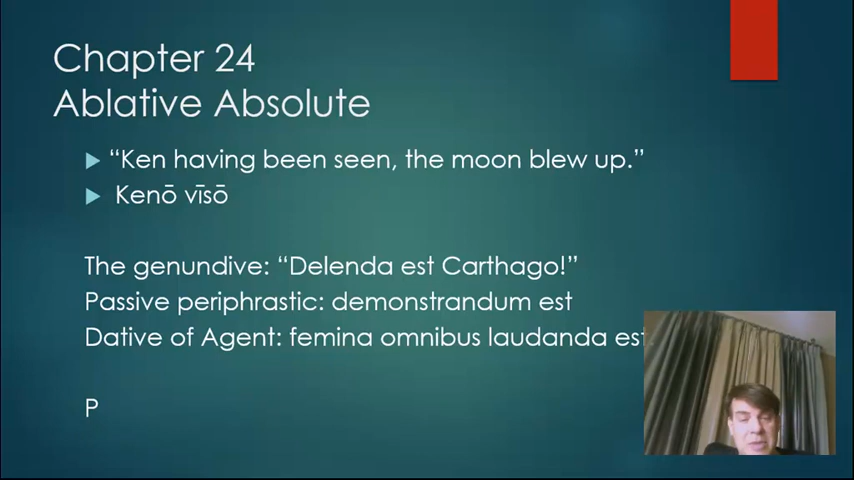 Chapter 24
Ablative Absolute
“Ken having been seen, the moon blew up.”
Kenō vīsō
The genundive: “Delenda est Carthago!”
Passive periphrastic: demonstrandum est
Dative of Agent: femina omnibus laudanda est.
P